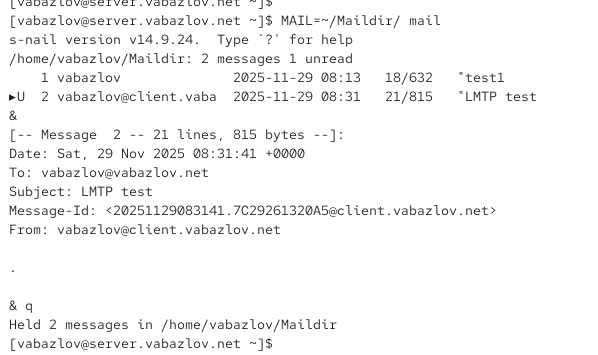 [vabazlov@server.vabazlov.net ~]$
[vabazlov@server.vabazlov.net ~]$ MAIL=~/Maildir/ mail
s-nail version v14.9.24.  Type `?' for help
/home/vabazlov/Maildir: 2 messages 1 unread
    1 vabazlov              2025-11-29 08:13   18/632   "test1
▸U  2 vabazlov@client.vaba  2025-11-29 08:31   21/815   "LMTP test
&
[-- Message  2 -- 21 lines, 815 bytes --]:
Date: Sat, 29 Nov 2025 08:31:41 +0000
To: vabazlov@vabazlov.net
Subject: LMTP test
Message-Id: <20251129083141.7C29261320A5@client.vabazlov.net>
From: vabazlov@client.vabazlov.net
.
& q
Held 2 messages in /home/vabazlov/Maildir
[vabazlov@server.vabazlov.net ~]$